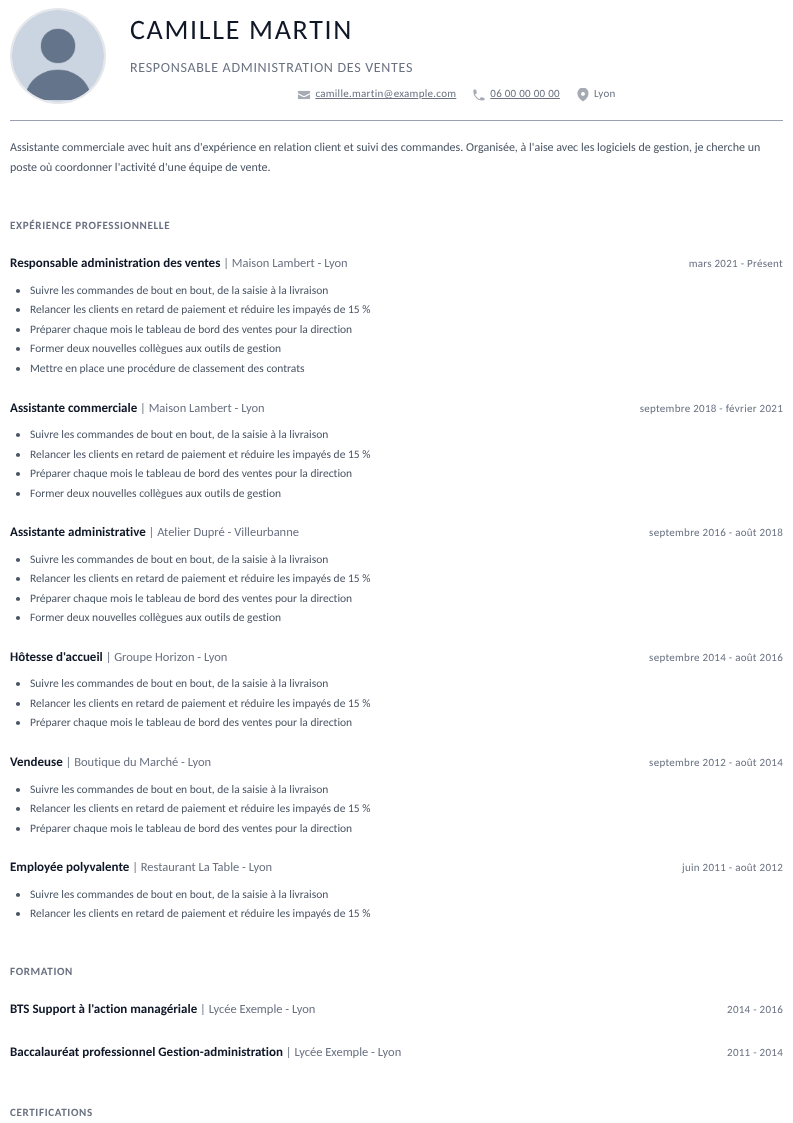 CAMILLE MARTIN
RESPONSABLE ADMINISTRATION DES VENTES
camille.martin@example.com 06 00 00 00 00 Lyon
Assistante commerciale avec huit ans d'expérience en relation client et suivi des commandes. Organisée, à l'aise avec les logiciels de gestion, je cherche un
poste où coordonner l'activité d'une équipe de vente.
EXPÉRIENCE PROFESSIONNELLE
Responsable administration des ventes | Maison Lambert - Lyon mars 2021 - Présent
• Suivre les commandes de bout en bout, de la saisie à la livraison
• Relancer les clients en retard de paiement et réduire les impayés de 15 %
• Préparer chaque mois le tableau de bord des ventes pour la direction
• Former deux nouvelles collègues aux outils de gestion
• Mettre en place une procédure de classement des contrats
Assistante commerciale | Maison Lambert - Lyon septembre 2018 - février 2021
• Suivre les commandes de bout en bout, de la saisie à la livraison
• Relancer les clients en retard de paiement et réduire les impayés de 15 %
• Préparer chaque mois le tableau de bord des ventes pour la direction
• Former deux nouvelles collègues aux outils de gestion
Assistante administrative | Atelier Dupré - Villeurbanne septembre 2016 - août 2018
• Suivre les commandes de bout en bout, de la saisie à la livraison
• Relancer les clients en retard de paiement et réduire les impayés de 15 %
• Préparer chaque mois le tableau de bord des ventes pour la direction
• Former deux nouvelles collègues aux outils de gestion
Hôtesse d'accueil | Groupe Horizon - Lyon septembre 2014 - août 2016
• Suivre les commandes de bout en bout, de la saisie à la livraison
• Relancer les clients en retard de paiement et réduire les impayés de 15 %
• Préparer chaque mois le tableau de bord des ventes pour la direction
Vendeuse | Boutique du Marché - Lyon septembre 2012 - août 2014
• Suivre les commandes de bout en bout, de la saisie à la livraison
• Relancer les clients en retard de paiement et réduire les impayés de 15 %
• Préparer chaque mois le tableau de bord des ventes pour la direction
Employée polyvalente | Restaurant La Table - Lyon juin 2011 - août 2012
• Suivre les commandes de bout en bout, de la saisie à la livraison
• Relancer les clients en retard de paiement et réduire les impayés de 15 %
FORMATION
BTS Support à l'action managériale | Lycée Exemple - Lyon 2014 - 2016
Baccalauréat professionnel Gestion-administration | Lycée Exemple - Lyon 2011 - 2014
CERTIFICATIONS